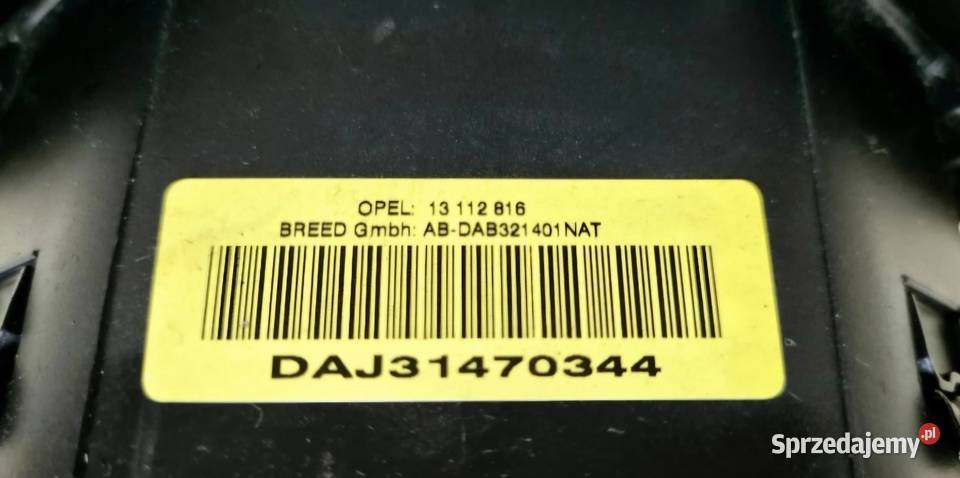 OPEL: 13 112 816
BREED Gmbh: AB-DAB321401NAT
DAJ31470344
Sprzedajemy.pl